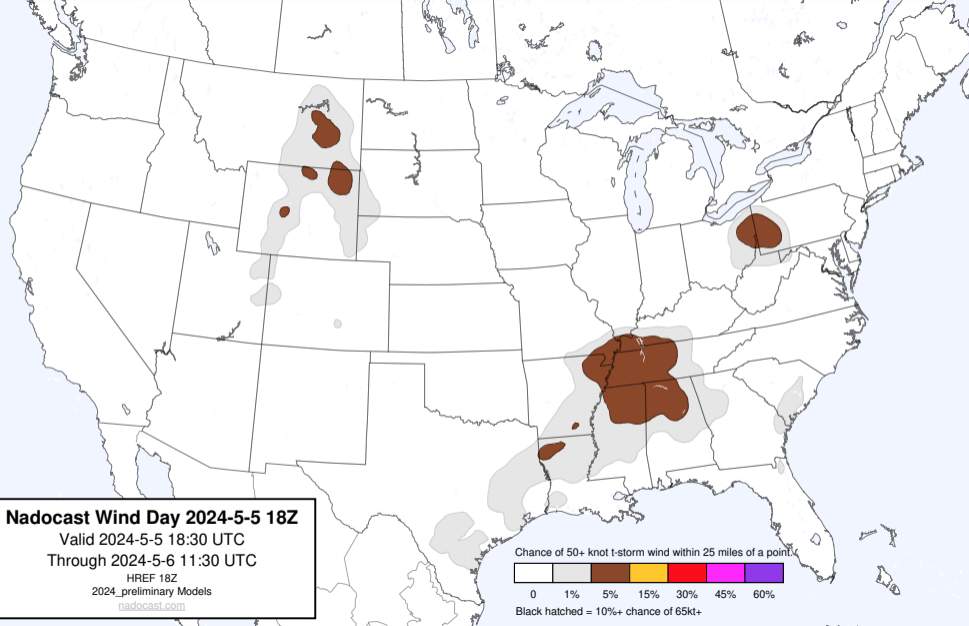 Nadocast Wind Day 2024-5-5 18Z
Valid 2024-5-5 18:30 UTC
Through 2024-5-6 11:30 UTC
HREF 18Z
2024_preliminary Models
nadocast.com
Chance of 50+ knot t-storm wind within 25 miles of a point.
0 1% 5% 15% 30% 45% 60%
Black hatched = 10%+ chance of 65kt+